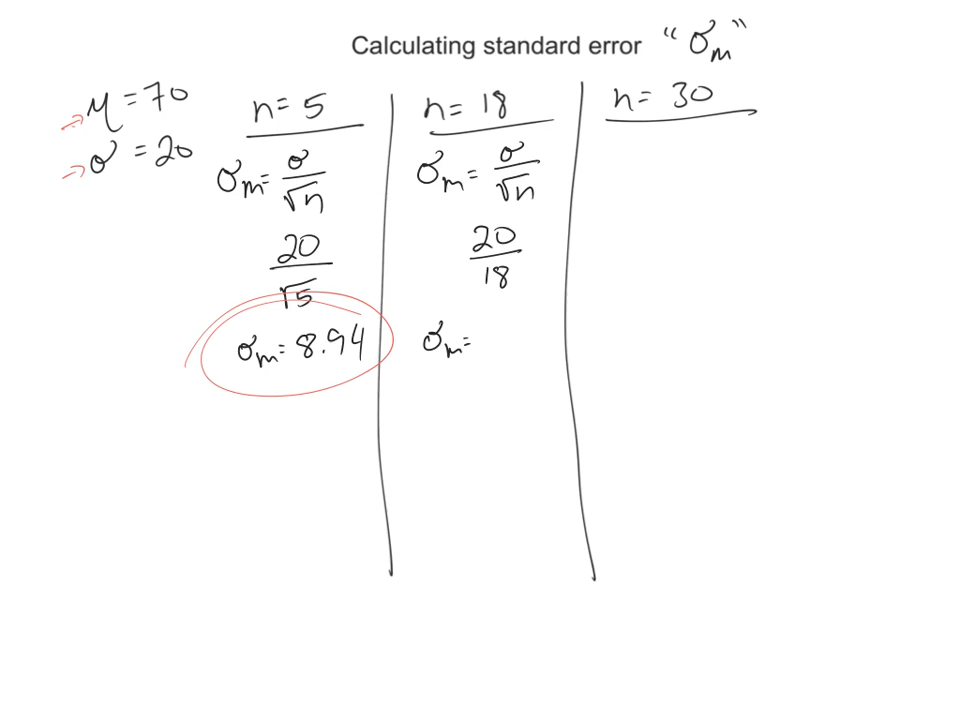 Calculating standard error "σm"
μ = 70
σ = 20
n = 5
σm = σ/√n
20/√5
σm = 8.94
n = 18
σm = σ/√n
20/18
σm =
n = 30